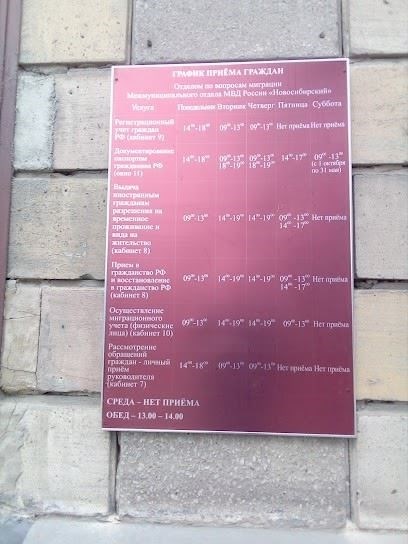 ГРАФИК ПРИЁМА ГРАЖДАН
Отделом по вопросам миграции
Межмуниципального отдела МВД России «Новосибирский»
Услуга Понедельник Вторник Четверг Пятница Суббота
Регистрационный
учет граждан
РФ (кабинет 9) 14⁰⁰-18⁰⁰ 09⁰⁰-13⁰⁰ 09⁰⁰-13⁰⁰ Нет приёма Нет приёма
Документирование
паспортом
гражданина РФ
(окно 11) 14⁰⁰-18⁰⁰ 09⁰⁰-13⁰⁰ 18⁰⁰-19⁰⁰ 09⁰⁰-13⁰⁰ 18⁰⁰-19⁰⁰ 14⁰⁰-17⁰⁰ 09⁰⁰-13⁰⁰ (с 1 октября по 31 мая)
Выдача
иностранным
гражданам
разрешения на
временное
проживание и
вида на
жительство
(кабинет 8) 09⁰⁰-13⁰⁰ 14⁰⁰-19⁰⁰ 14⁰⁰-19⁰⁰ 09⁰⁰-13⁰⁰ 14⁰⁰-17⁰⁰ Нет приёма
Прием в
гражданство РФ
и восстановление
в гражданство РФ
(кабинет 8) 09⁰⁰-13⁰⁰ 14⁰⁰-19⁰⁰ 14⁰⁰-19⁰⁰ 09⁰⁰-13⁰⁰ 14⁰⁰-17⁰⁰ Нет приёма
Осуществление
миграционного
учета (физические
лица) (кабинет 10) 09⁰⁰-13⁰⁰ 14⁰⁰-19⁰⁰ 14⁰⁰-19⁰⁰ 09⁰⁰-13⁰⁰ Нет приёма
Рассмотрение
обращений
граждан - личный
приём
руководителя
(кабинет 7) 14⁰⁰-18⁰⁰ 09⁰⁰-13⁰⁰ 09⁰⁰-13⁰⁰ Нет приёма Нет приёма
СРЕДА – НЕТ ПРИЁМА
ОБЕД – 13.00 - 14.00